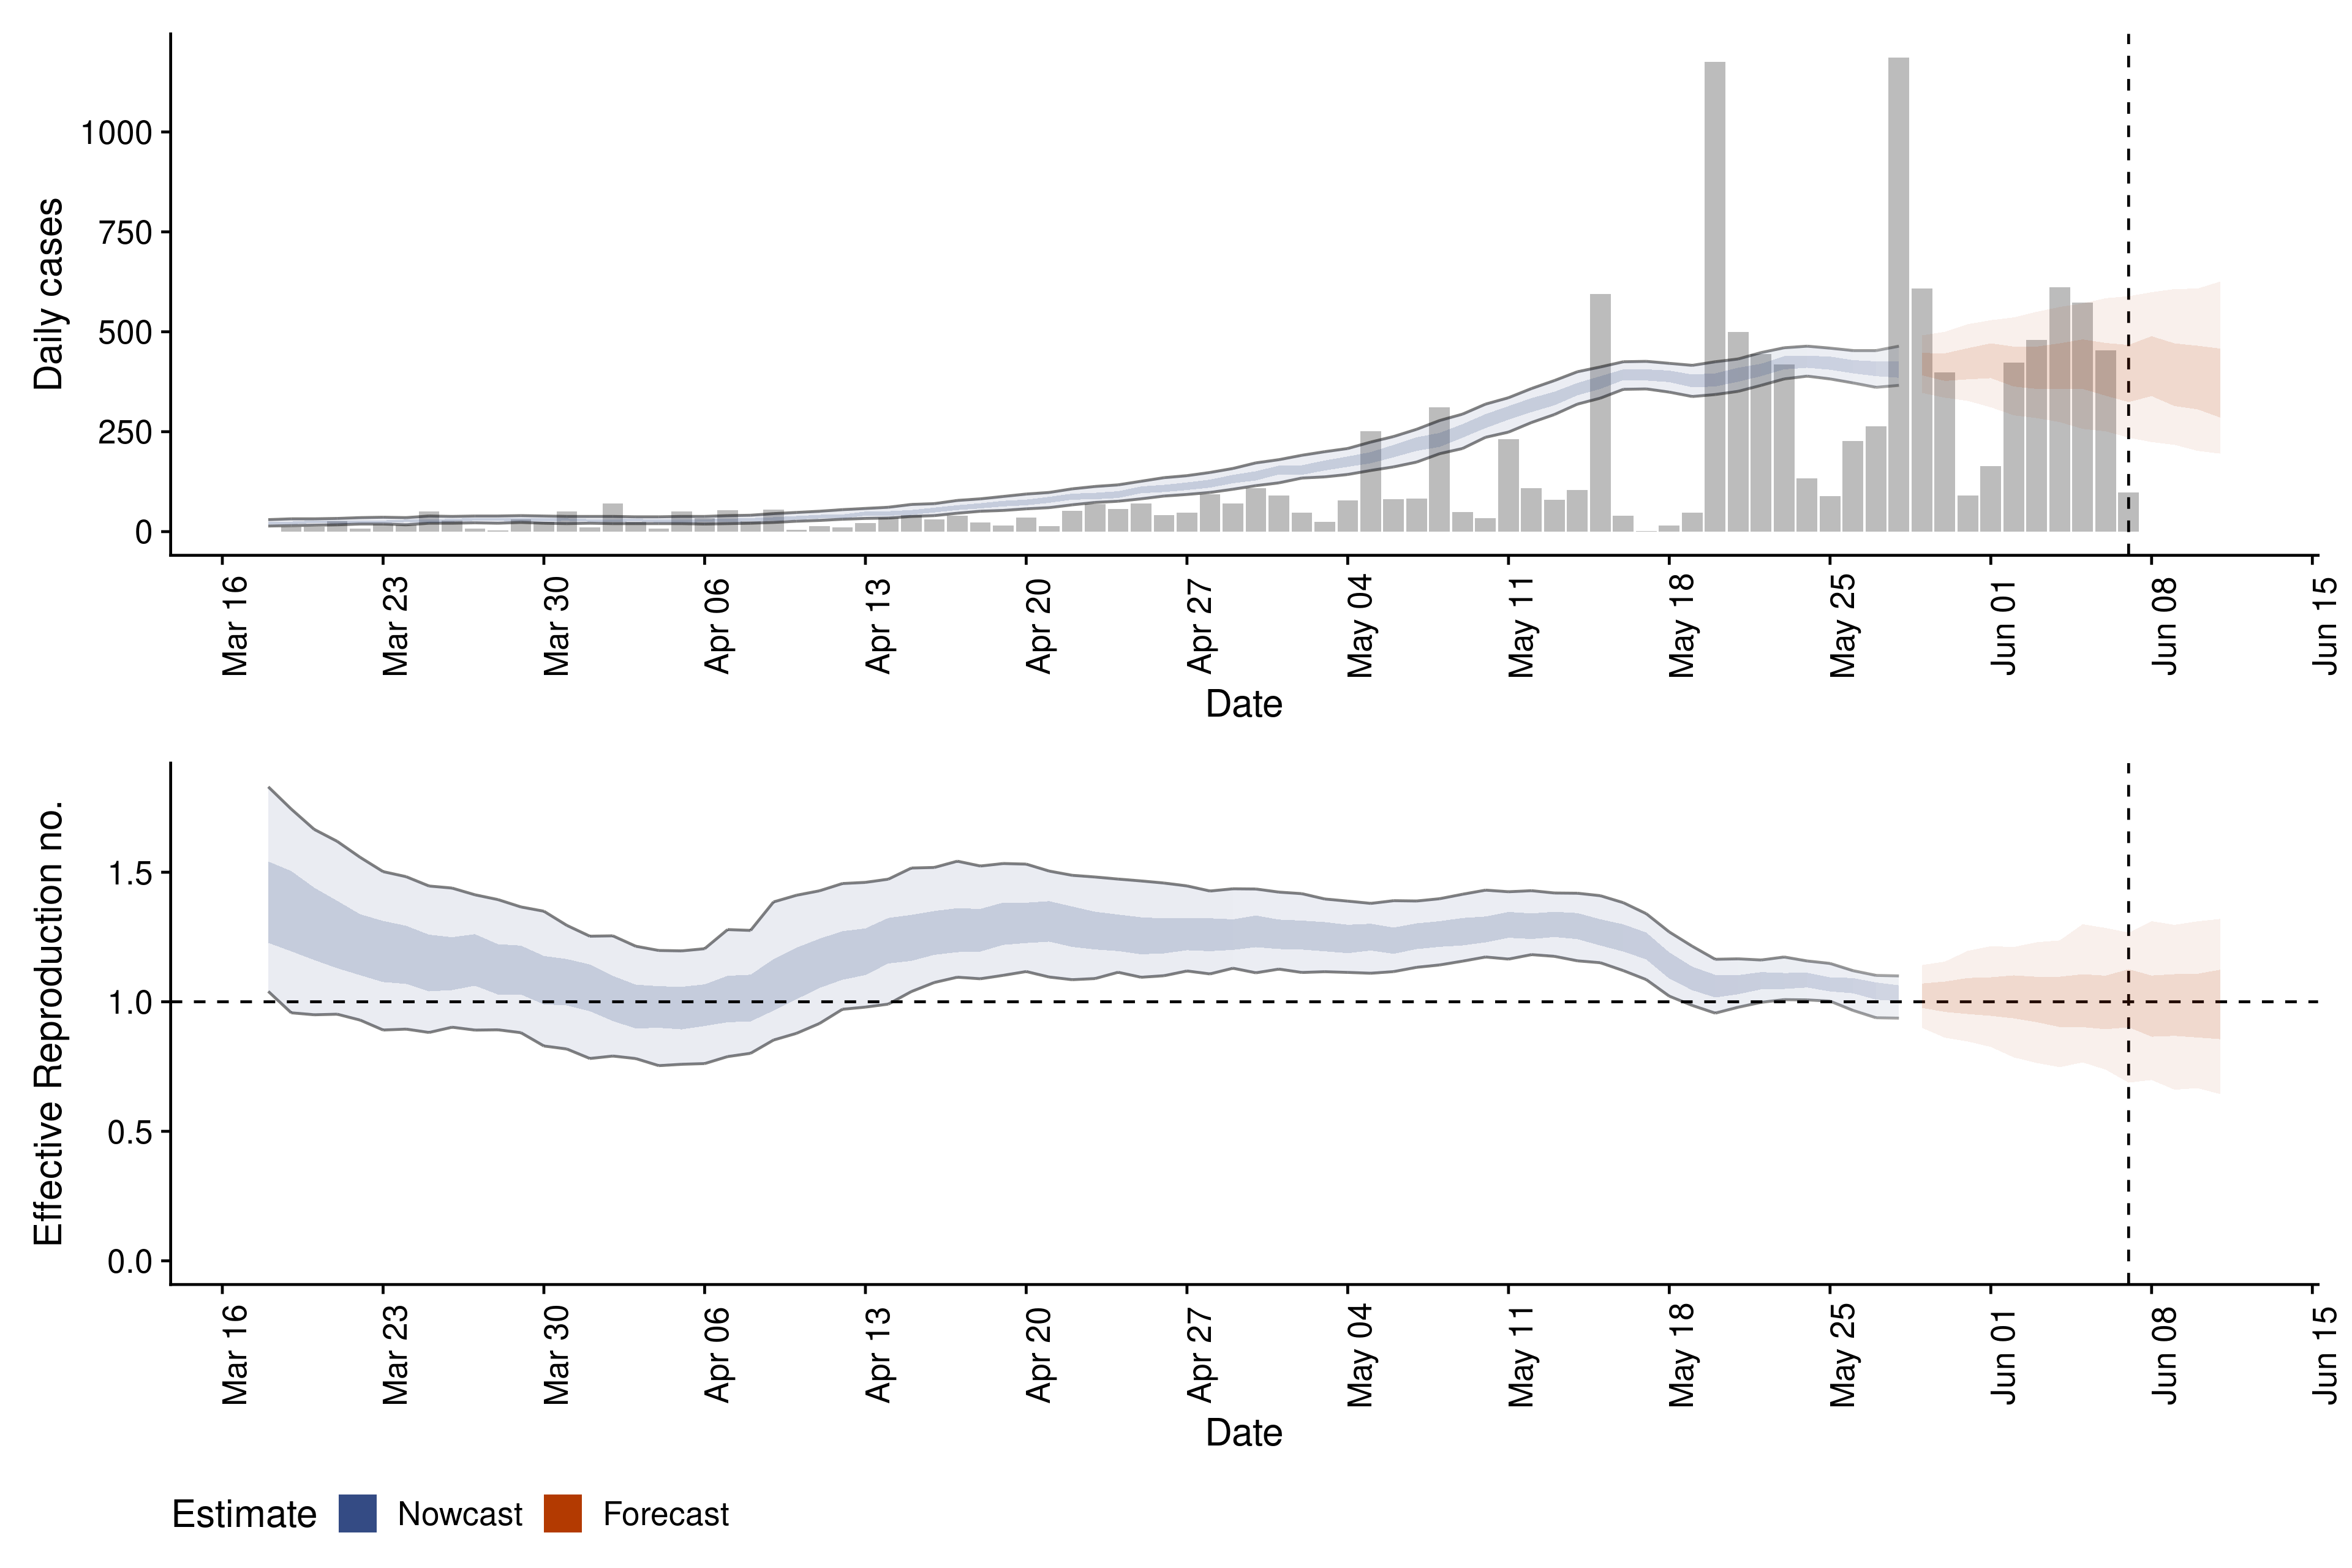 Daily cases
1000
750
500
250
0
Mar 16
Mar 23
Mar 30
Apr 06
Apr 13
Apr 20
Apr 27
May 04
May 11
May 18
May 25
Jun 01
Jun 08
Jun 15
Date
Effective Reproduction no.
1.5
1.0
0.5
0.0
Mar 16
Mar 23
Mar 30
Apr 06
Apr 13
Apr 20
Apr 27
May 04
May 11
May 18
May 25
Jun 01
Jun 08
Jun 15
Date
Estimate Nowcast Forecast